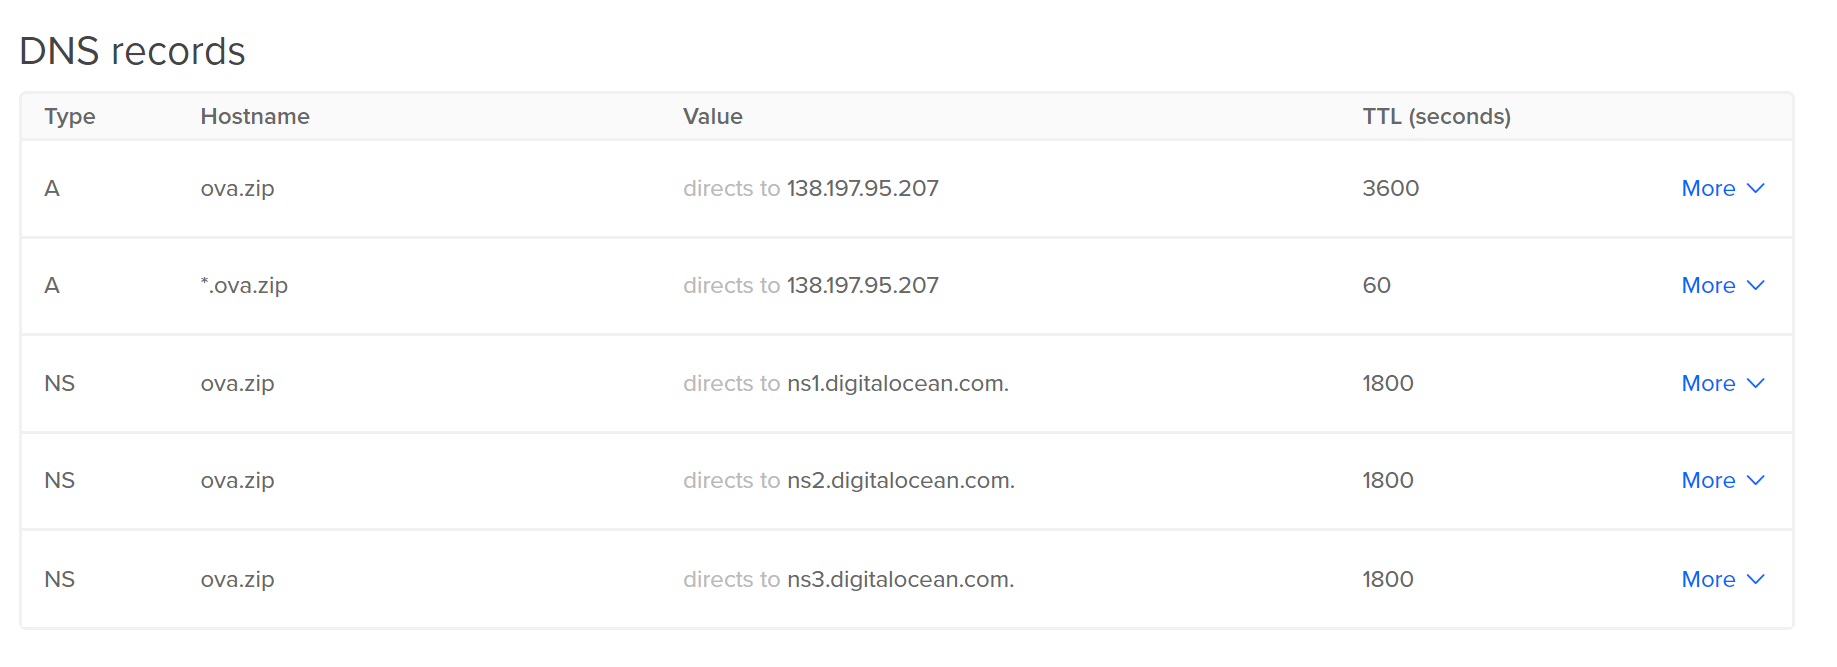 DNS records
Type Hostname Value TTL (seconds)
A ova.zip directs to 138.197.95.207 3600 More
A *.ova.zip directs to 138.197.95.207 60 More
NS ova.zip directs to ns1.digitalocean.com. 1800 More
NS ova.zip directs to ns2.digitalocean.com. 1800 More
NS ova.zip directs to ns3.digitalocean.com. 1800 More